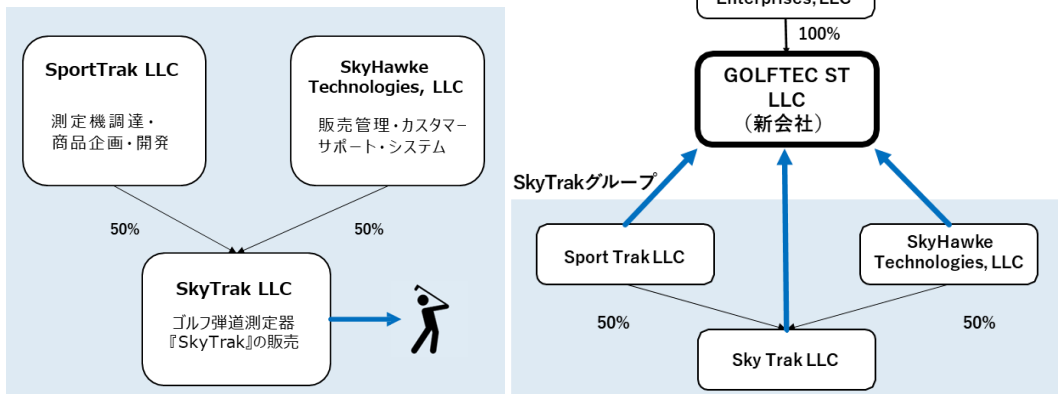 SportTrak LLC
測定機調達・
商品企画・開発
SkyHawke
Technologies, LLC
販売管理・カスタマー
サポート・システム
50%
50%
SkyTrak LLC
ゴルフ弾道測定器
『SkyTrak』の販売
Enterprises, LLC
100%
GOLFTEC ST
LLC
（新会社）
SkyTrakグループ
Sport Trak LLC
SkyHawke
Technologies, LLC
50%
50%
Sky Trak LLC